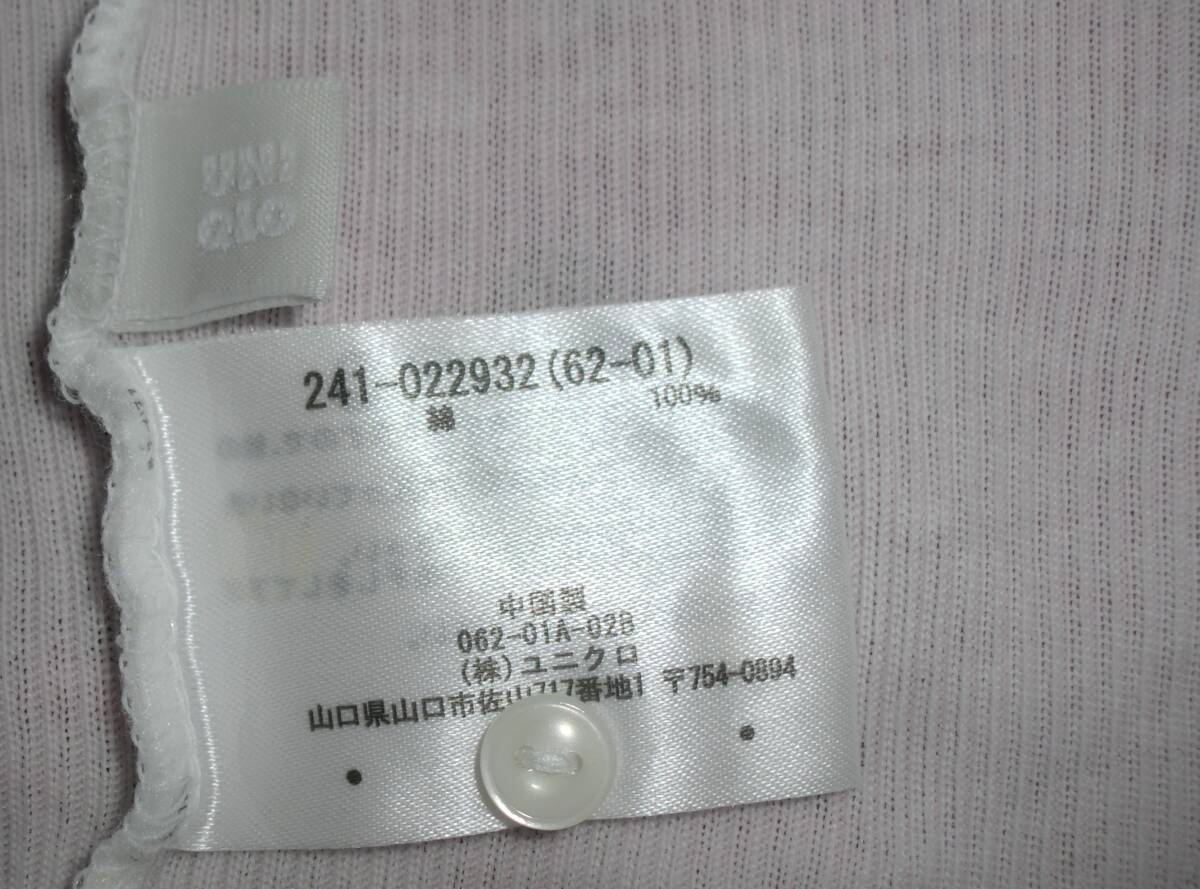 UNI
QLO
241-022932(62-01)
綿 100%
中国製
062-01A-02B
(株)ユニクロ
山口県山口市佐山717番地1 〒754-0894